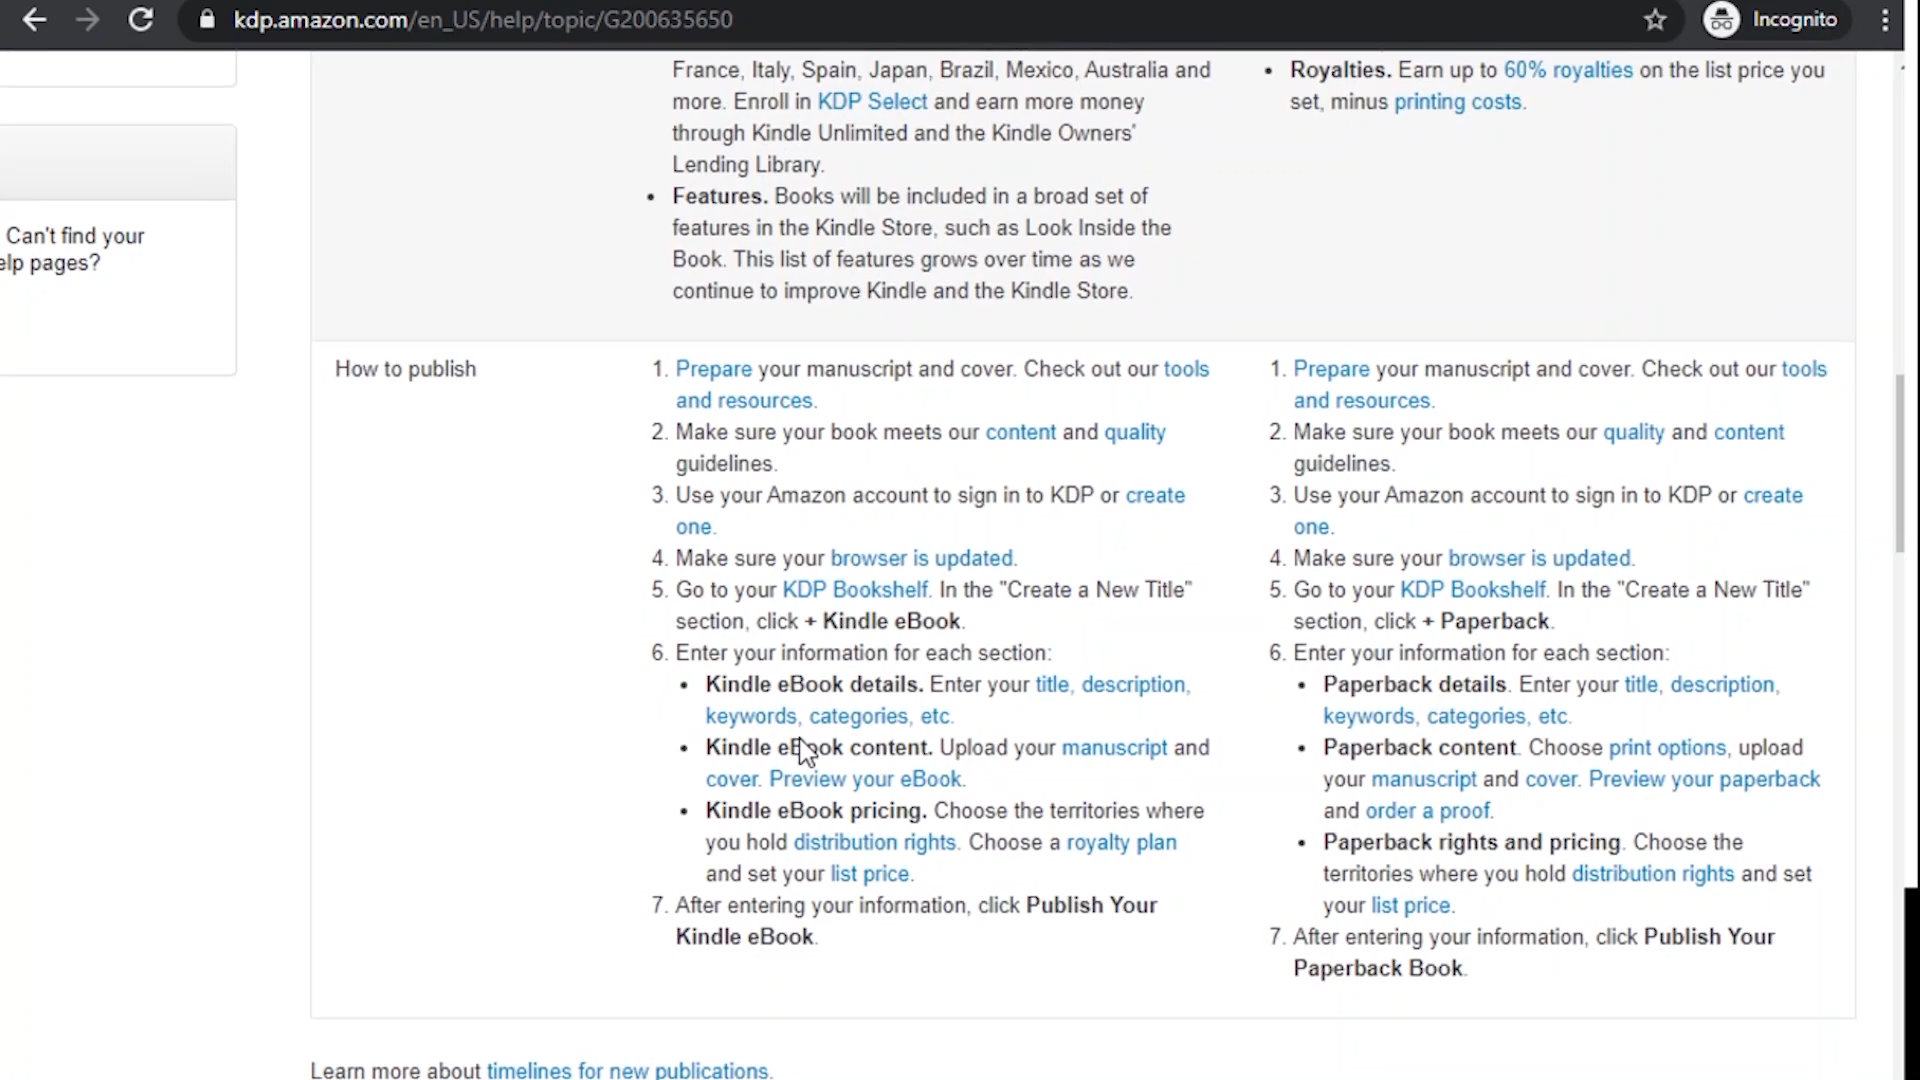 kdp.amazon.com/en_US/help/topic/G200635650
Incognito
Can't find your
elp pages?
France, Italy, Spain, Japan, Brazil, Mexico, Australia and
more. Enroll in KDP Select and earn more money
through Kindle Unlimited and the Kindle Owners'
Lending Library.
• Features. Books will be included in a broad set of
features in the Kindle Store, such as Look Inside the
Book. This list of features grows over time as we
continue to improve Kindle and the Kindle Store.
• Royalties. Earn up to 60% royalties on the list price you
set, minus printing costs.
How to publish
1. Prepare your manuscript and cover. Check out our tools
and resources.
2. Make sure your book meets our content and quality
guidelines.
3. Use your Amazon account to sign in to KDP or create
one.
4. Make sure your browser is updated.
5. Go to your KDP Bookshelf. In the "Create a New Title"
section, click + Kindle eBook.
6. Enter your information for each section:
• Kindle eBook details. Enter your title, description,
keywords, categories, etc.
• Kindle eBook content. Upload your manuscript and
cover. Preview your eBook.
• Kindle eBook pricing. Choose the territories where
you hold distribution rights. Choose a royalty plan
and set your list price.
7. After entering your information, click Publish Your
Kindle eBook.
1. Prepare your manuscript and cover. Check out our tools
and resources.
2. Make sure your book meets our quality and content
guidelines.
3. Use your Amazon account to sign in to KDP or create
one.
4. Make sure your browser is updated.
5. Go to your KDP Bookshelf. In the "Create a New Title"
section, click + Paperback.
6. Enter your information for each section:
• Paperback details. Enter your title, description,
keywords, categories, etc.
• Paperback content. Choose print options, upload
your manuscript and cover. Preview your paperback
and order a proof.
• Paperback rights and pricing. Choose the
territories where you hold distribution rights and set
your list price.
7. After entering your information, click Publish Your
Paperback Book.
Learn more about timelines for new publications.